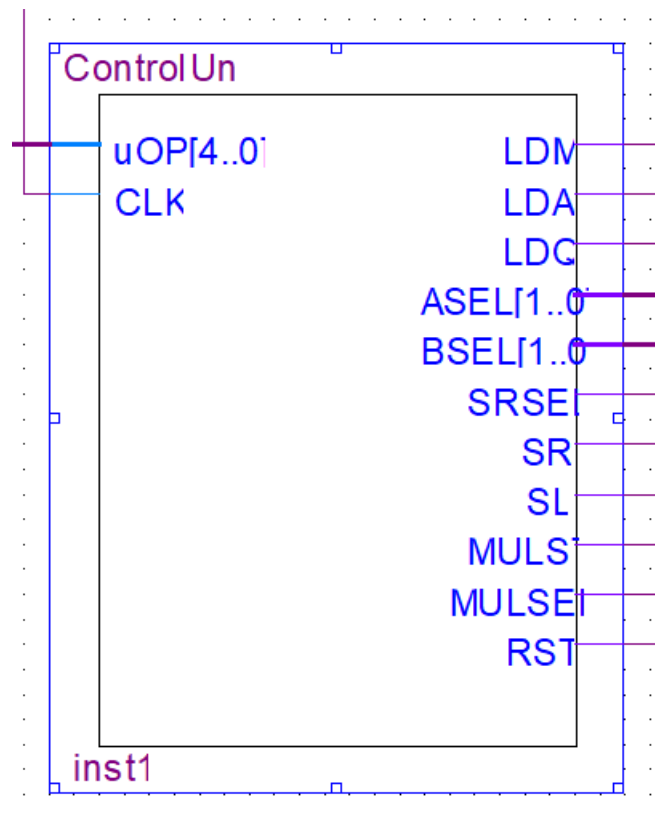 ControlUn
uOP[4..0]
CLK
LDM
LDA
LDQ
ASEL[1..0]
BSEL[1..0
SRSEL
SR
SL
MULST
MULSEL
RST
inst1